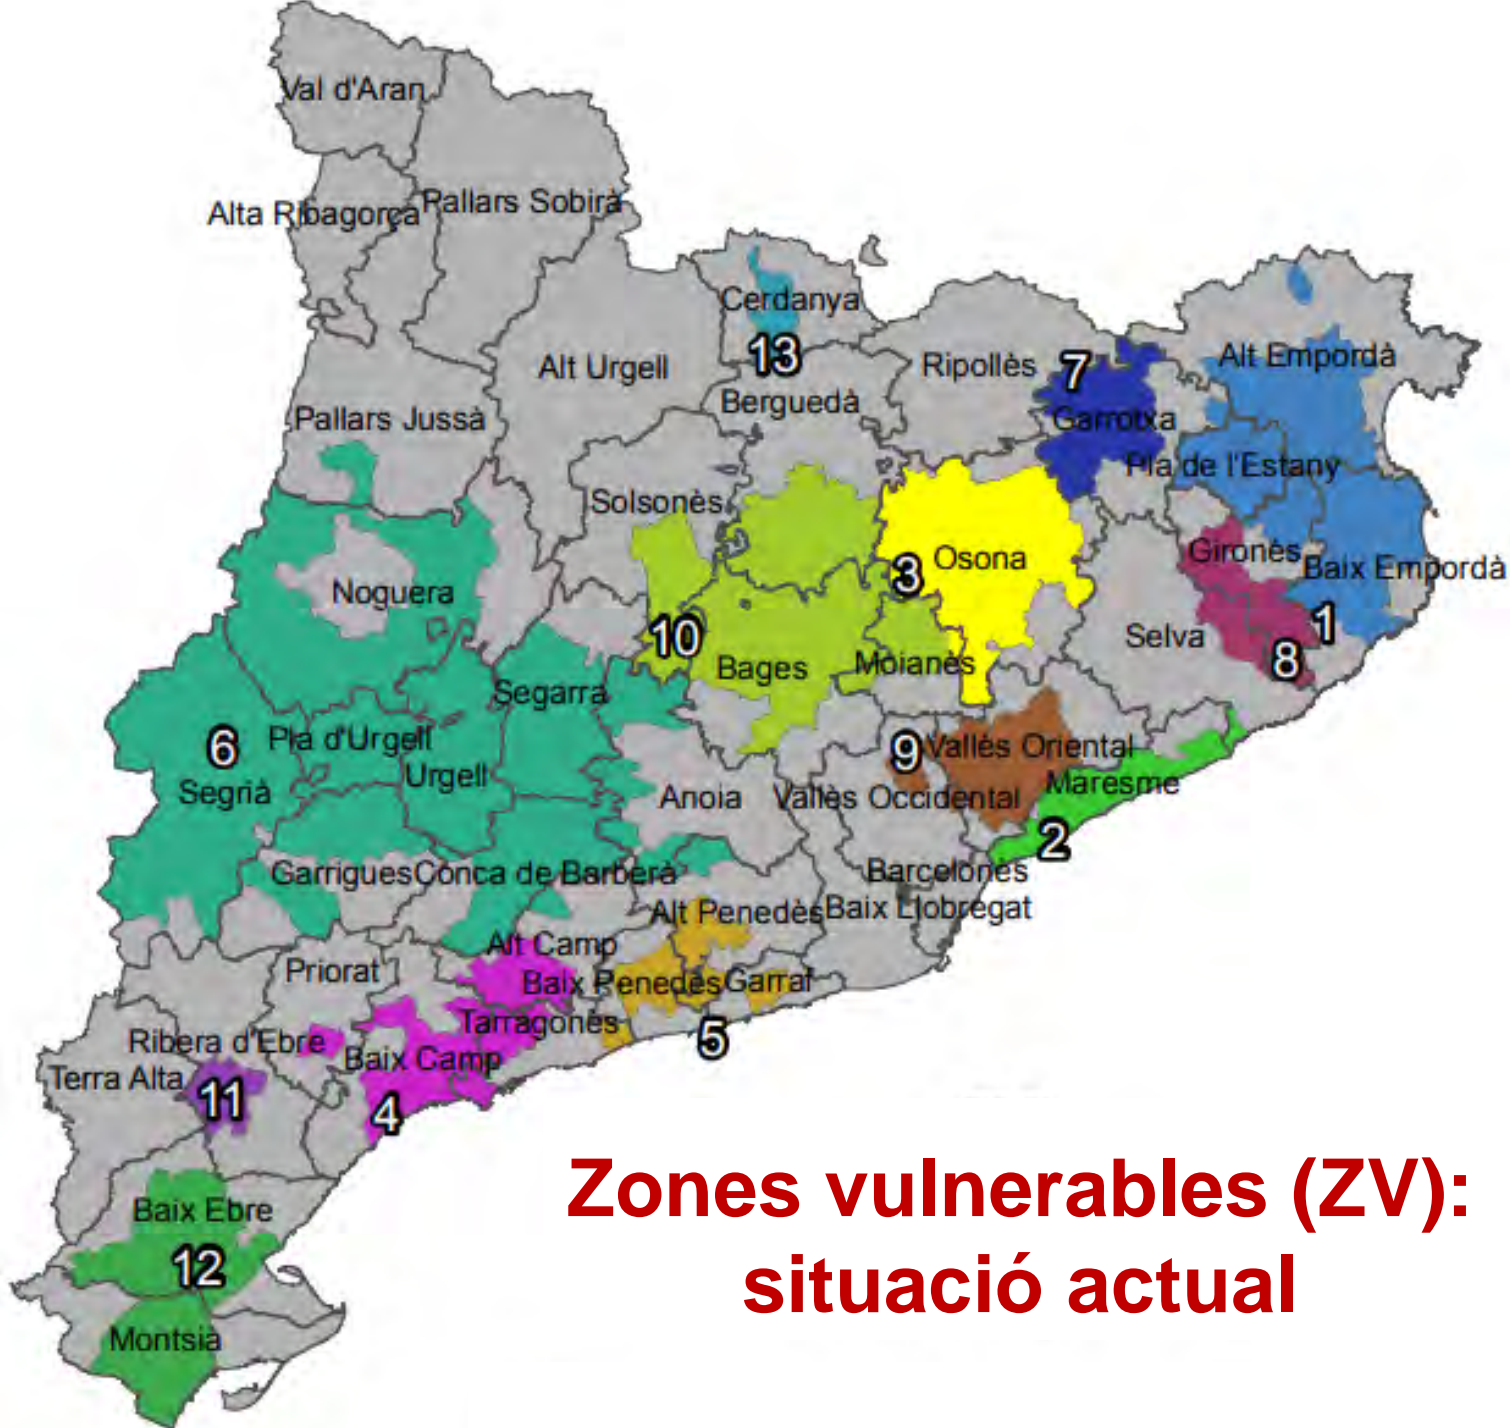 Val d'Aran
Alta Ribagorça
Pallars Sobirà
Cerdanya
13
Alt Urgell
Ripollès
7
Alt Empordà
Berguedà
Pallars Jussà
Garrotxa
Pla de l'Estany
Solsonès
Osona
3
Gironès
Baix Empordà
Noguera
10
Bages
Moianès
Selva
1
8
Segarra
6
Pla d'Urgell
Urgell
Segrià
9
Vallès Oriental
Maresme
Anoia
Vallès Occidental
2
Garrigues
Conca de Barberà
Barcelonès
Alt Penedès
Baix Llobregat
Alt Camp
Priorat
Baix Penedès
Garraf
Tarragonès
5
Ribera d'Ebre
Baix Camp
Terra Alta
11
4
Baix Ebre
12
Montsià
Zones vulnerables (ZV):
situació actual